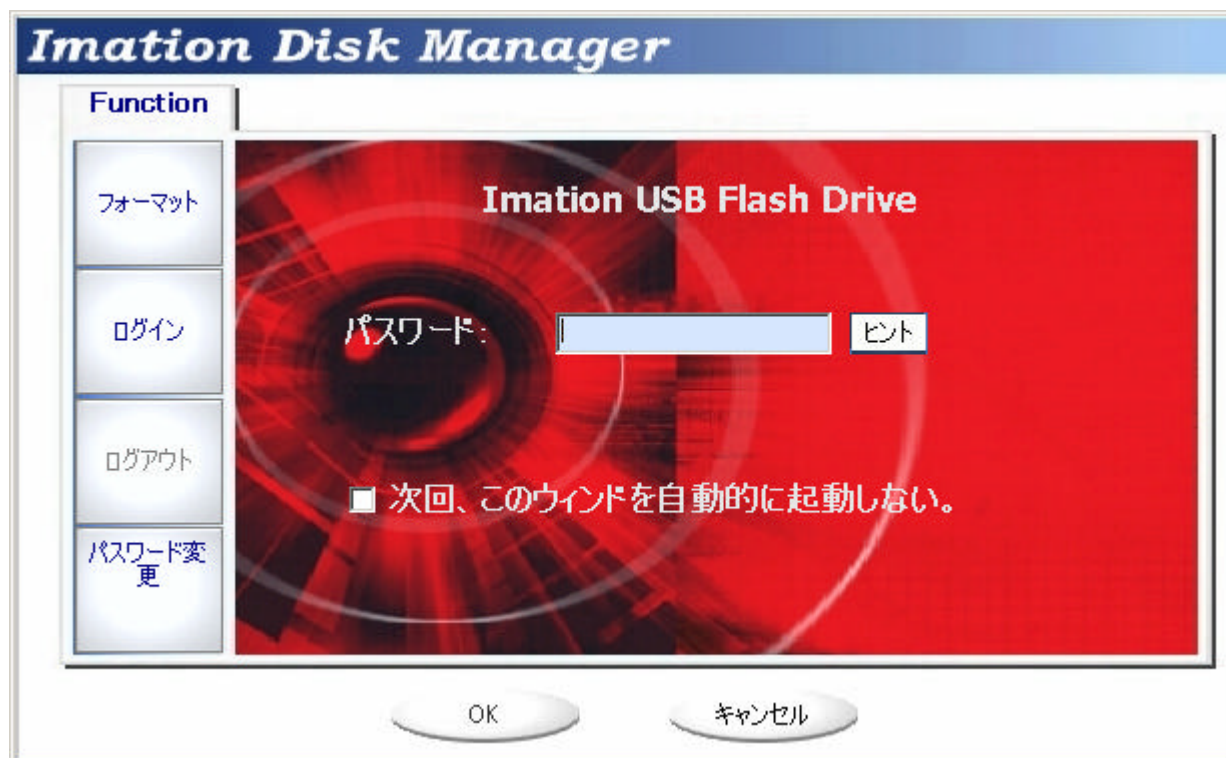 Imation Disk Manager
Function
フォーマット
Imation USB Flash Drive
ログイン
パスワード:
ヒント
ログアウト
次回、このウィンドを自動的に起動しない。
パスワード変
更
OK
キャンセル